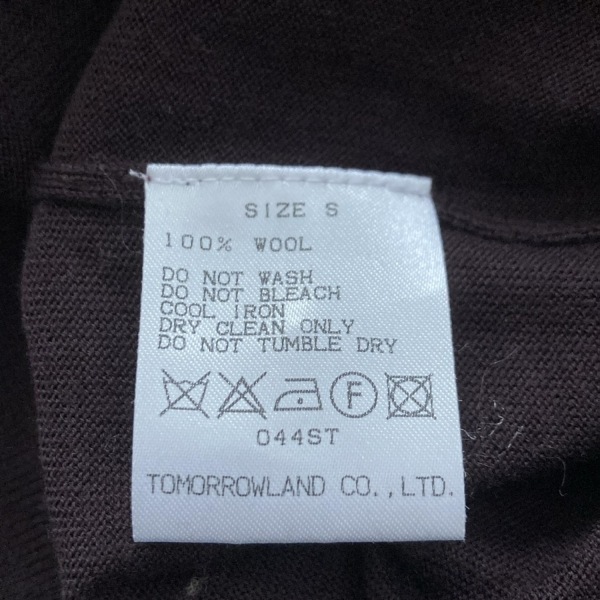 SIZE S
100% WOOL
DO NOT WASH
DO NOT BLEACH
COOL IRON
DRY CLEAN ONLY
DO NOT TUMBLE DRY
F
044ST
TOMORROWLAND CO.,LTD.